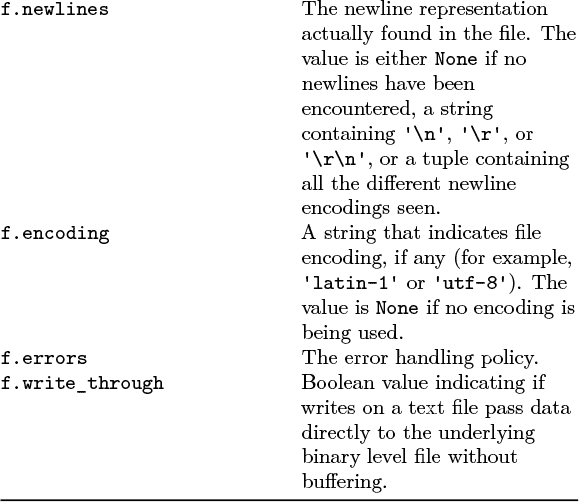 f.newlines The newline representation
actually found in the file. The
value is either None if no
newlines have been
encountered, a string
containing '\n', '\r', or
'\r\n', or a tuple containing
all the different newline
encodings seen.
f.encoding A string that indicates file
encoding, if any (for example,
'latin-1' or 'utf-8'). The
value is None if no encoding is
being used.
f.errors The error handling policy.
f.write_through Boolean value indicating if
writes on a text file pass data
directly to the underlying
binary level file without
buffering.